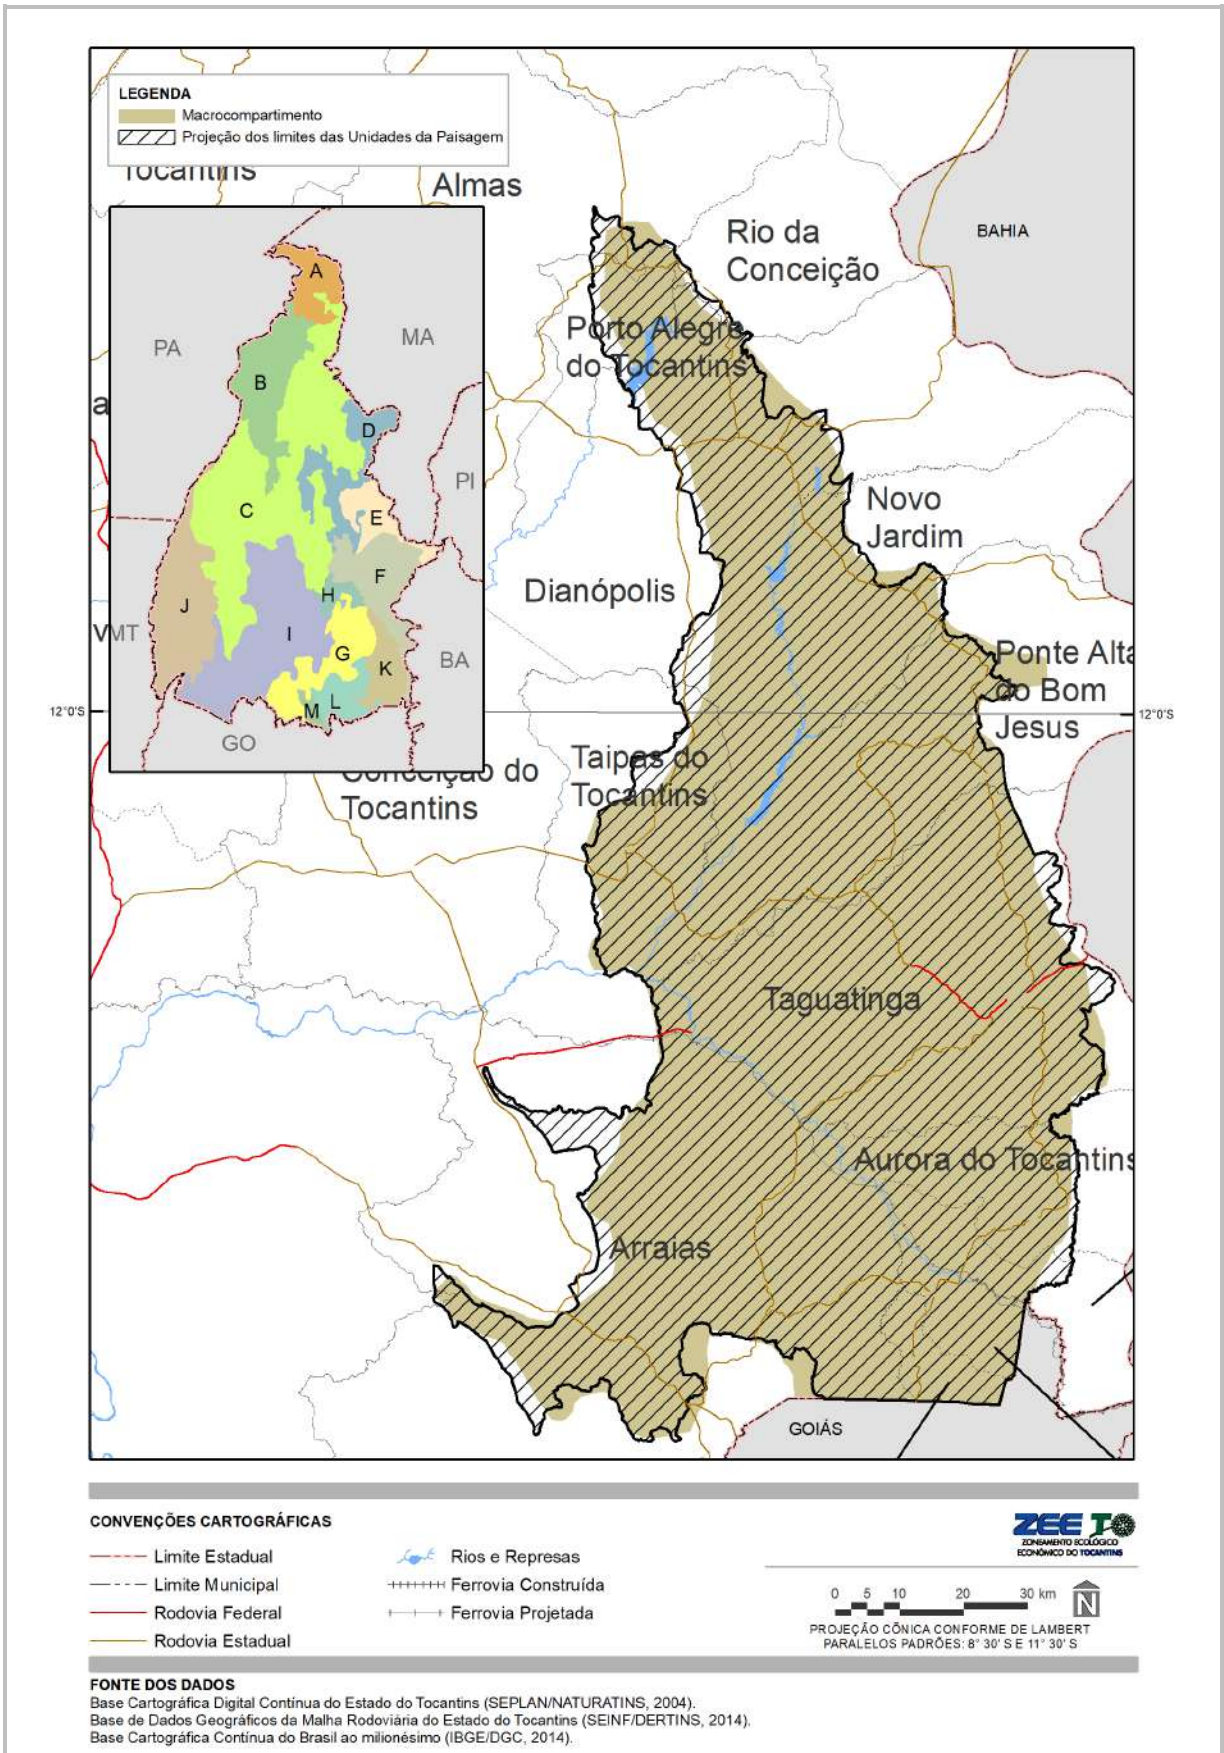 LEGENDA
Macrocompartimento
Projeção dos limites das Unidades da Paisagem
Tocantins
Almas
Rio da
Conceição
BAHIA
Porto Alegre
do Tocantins
A
PA
MA
B
D
PI
C
E
F
H
J
I
G
K
BA
MT
L
M
GO
a
V
Novo
Jardim
Dianópolis
Ponte Alta
do Bom
Jesus
12°0'S
12°0'S
Conceição do
Tocantins
Taipas do
Tocantins
Taguatinga
Aurora do Tocantins
Arraias
GOIÁS
CONVENÇÕES CARTOGRÁFICAS
Limite Estadual
Limite Municipal
Rodovia Federal
Rodovia Estadual
Rios e Represas
Ferrovia Construída
Ferrovia Projetada
ZEE TO
ZONEAMENTO ECOLÓGICO
ECONÔMICO DO TOCANTINS
0 5 10 20 30 km
N
PROJEÇÃO CÔNICA CONFORME DE LAMBERT
PARALELOS PADRÕES: 8° 30' S E 11° 30' S
FONTE DOS DADOS
Base Cartográfica Digital Contínua do Estado do Tocantins (SEPLAN/NATURATINS, 2004).
Base de Dados Geográficos da Malha Rodoviária do Estado do Tocantins (SEINF/DERTINS, 2014).
Base Cartográfica Contínua do Brasil ao milionésimo (IBGE/DGC, 2014).